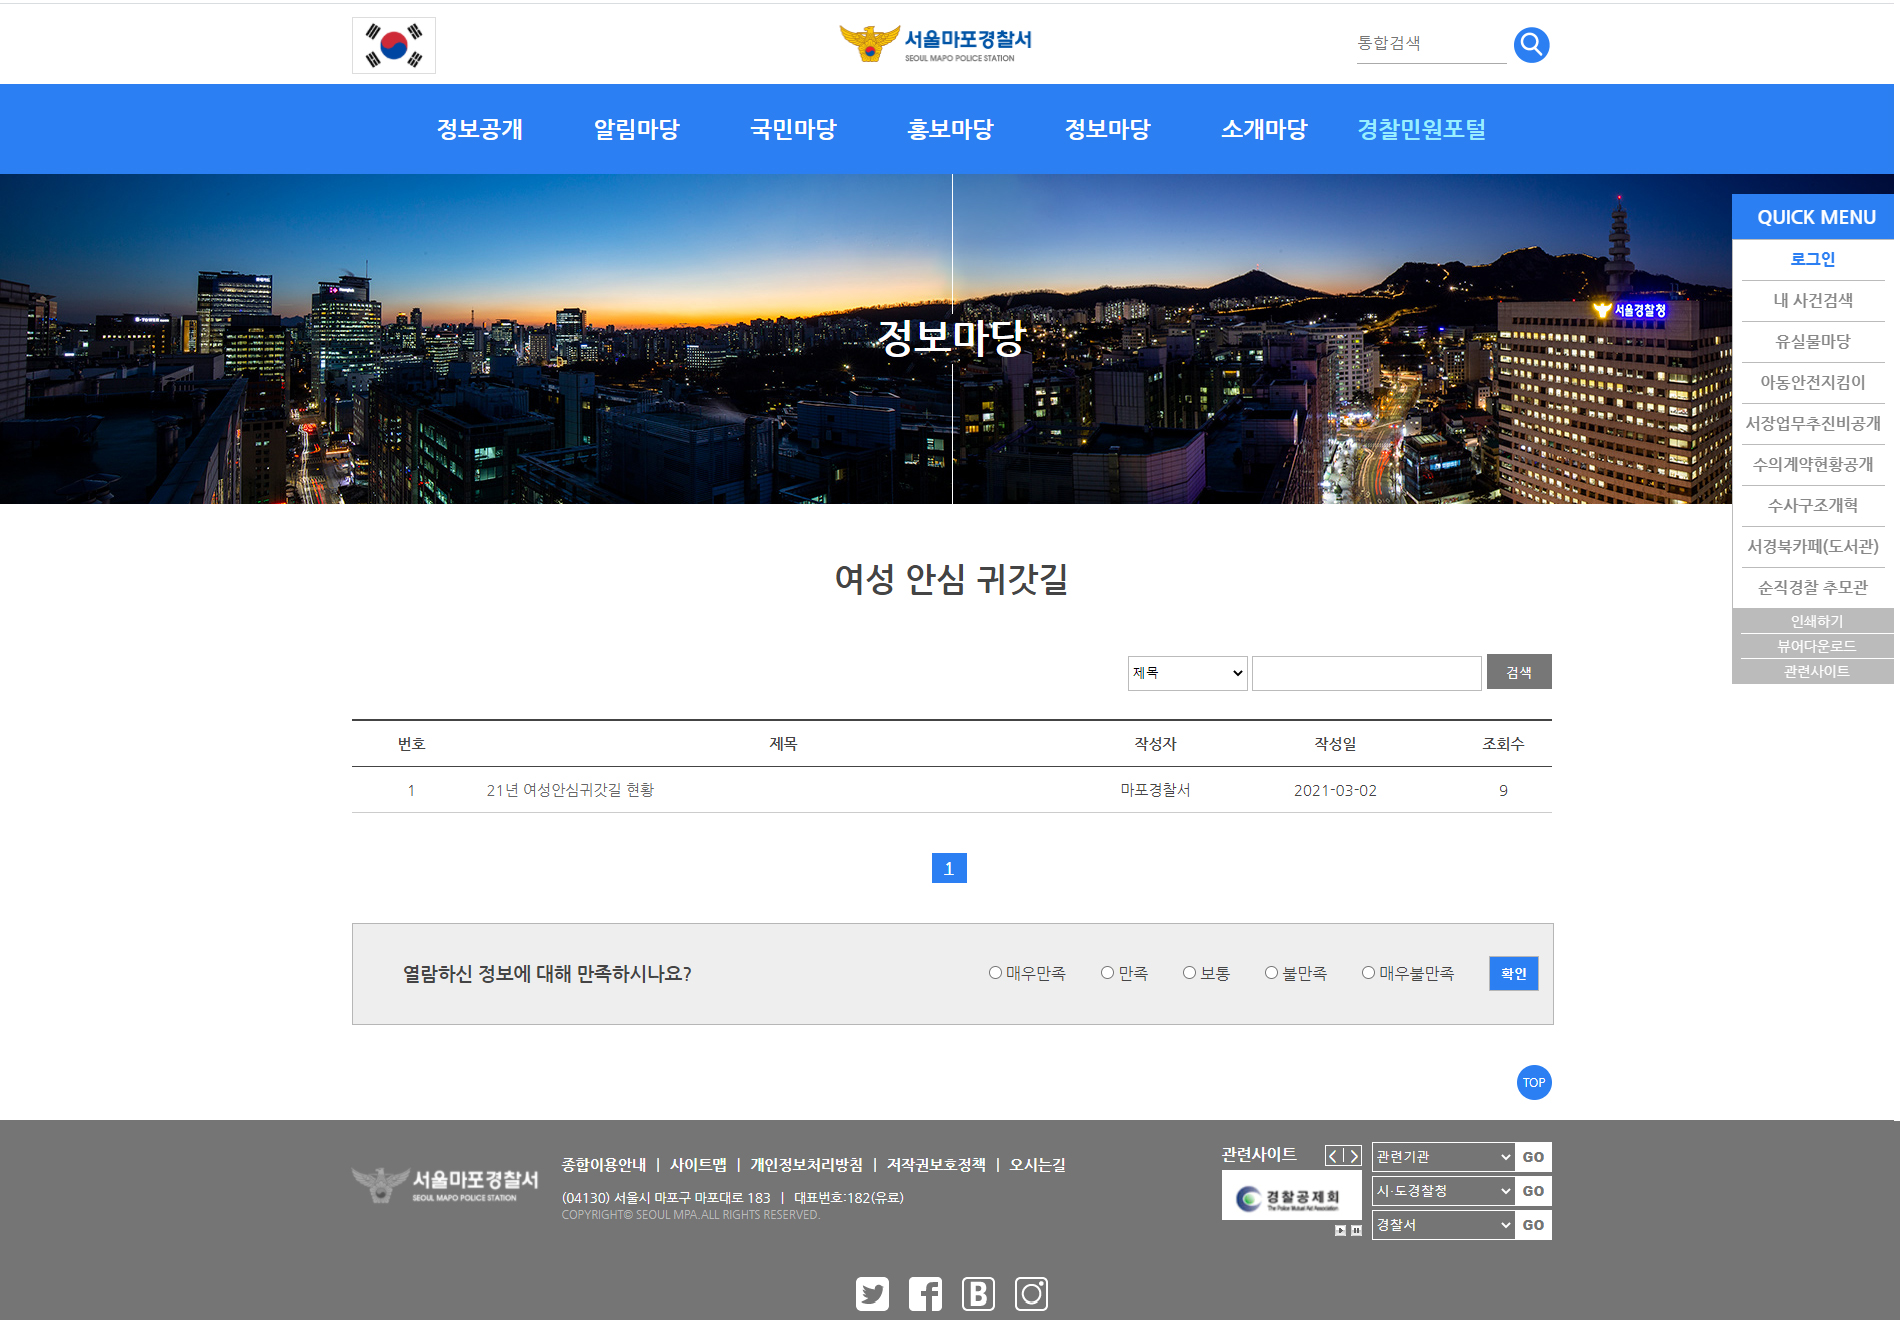 서울마포경찰서
SEOUL MAPO POLICE STATION
통합검색
정보공개 알림마당 국민마당 홍보마당 정보마당 소개마당 경찰민원포털
서울경찰청
정보마당
QUICK MENU
로그인
내 사건검색
유실물마당
아동안전지킴이
서장업무추진비공개
수의계약현황공개
수사구조개혁
서경북카페(도서관)
순직경찰 추모관
인쇄하기
뷰어다운로드
관련사이트
여성 안심 귀갓길
제목 검색
번호 제목 작성자 작성일 조회수
1 21년 여성안심귀갓길 현황 마포경찰서 2021-03-02 9
1
열람하신 정보에 대해 만족하시나요? 매우만족 만족 보통 불만족 매우불만족 확인
TOP
서울마포경찰서
SEOUL MAPO POLICE STATION
종합이용안내 | 사이트맵 | 개인정보처리방침 | 저작권보호정책 | 오시는길
(04130) 서울시 마포구 마포대로 183 | 대표번호:182(유료)
COPYRIGHT© SEOUL MPA.ALL RIGHTS RESERVED.
관련사이트
경찰공제회
The Police Mutual Aid Association
관련기관 GO
시·도경찰청 GO
경찰서 GO